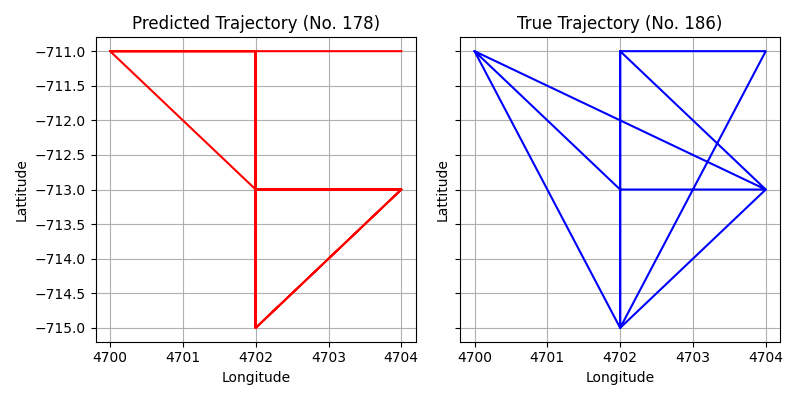 Predicted Trajectory (No. 178)
−711.0
−711.5
−712.0
−712.5
−713.0
−713.5
−714.0
−714.5
−715.0
Lattitude
4700 4701 4702 4703 4704
Longitude
True Trajectory (No. 186)
Lattitude
4700 4701 4702 4703 4704
Longitude